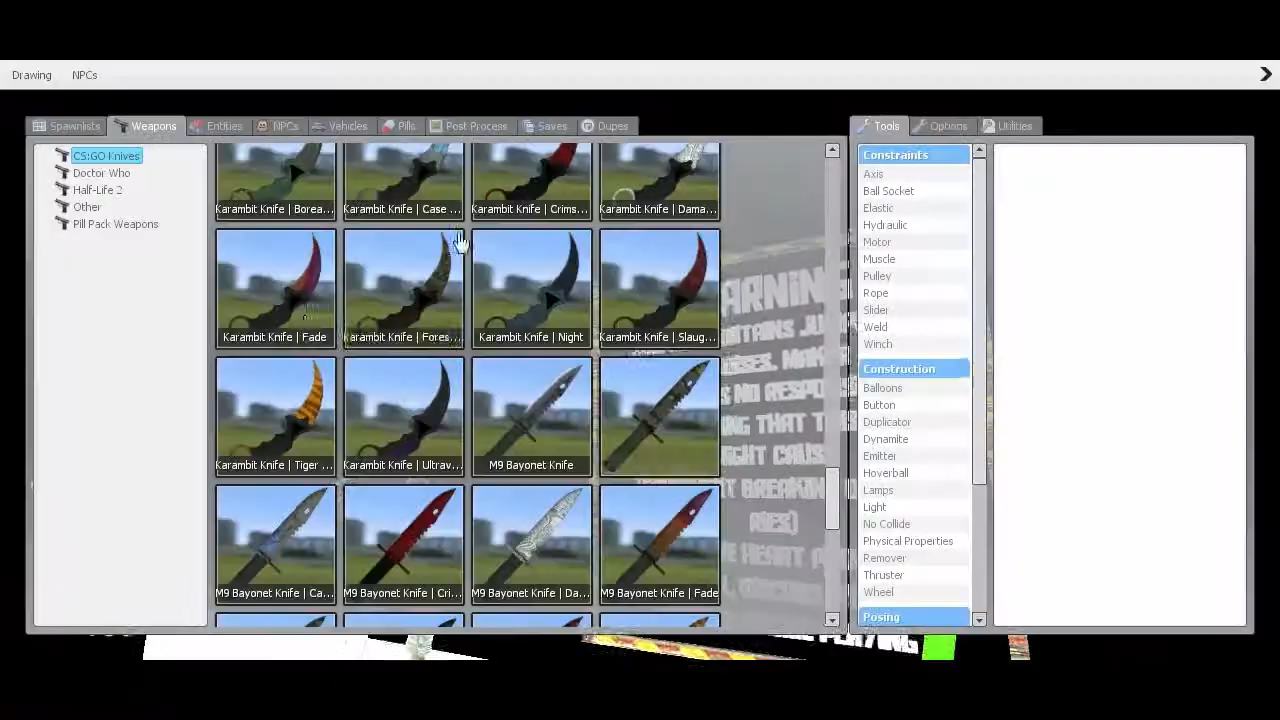 Drawing NPCs
Spawnlists Weapons Entities NPCs Vehicles Pills Post Process Saves Dupes
Tools Options Utilities
CS:GO Knives
Doctor Who
Half-Life 2
Other
Pill Pack Weapons
Karambit Knife | Borea... Karambit Knife | Case ... Karambit Knife | Crims... Karambit Knife | Dama...
Karambit Knife | Fade Karambit Knife | Fores... Karambit Knife | Night Karambit Knife | Slaug...
Karambit Knife | Tiger ... Karambit Knife | Ultrav... M9 Bayonet Knife
M9 Bayonet Knife | Ca... M9 Bayonet Knife | Cri... M9 Bayonet Knife | Da... M9 Bayonet Knife | Fade
Constraints
Axis
Ball Socket
Elastic
Hydraulic
Motor
Muscle
Pulley
Rope
Slider
Weld
Winch
Construction
Balloons
Button
Duplicator
Dynamite
Emitter
Hoverball
Lamps
Light
No Collide
Physical Properties
Remover
Thruster
Wheel
Posing